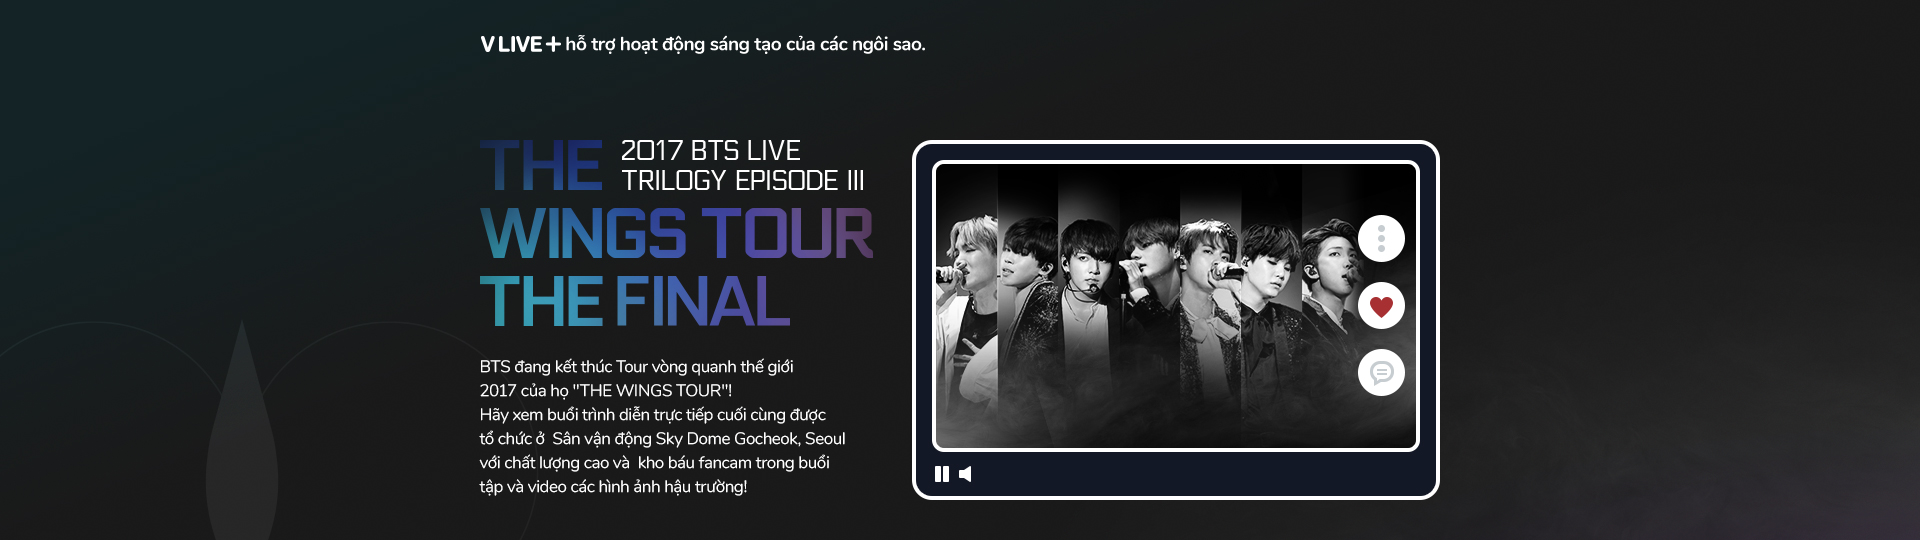 V LIVE+ hỗ trợ hoạt động sáng tạo của các ngôi sao.
THE
2017 BTS LIVE
TRILOGY EPISODE III
WINGS TOUR
THE FINAL
BTS đang kết thúc Tour vòng quanh thế giới
2017 của họ "THE WINGS TOUR"!
Hãy xem buổi trình diễn trực tiếp cuối cùng được
tổ chức ở Sân vận động Sky Dome Gocheok, Seoul
với chất lượng cao và kho báu fancam trong buổi
tập và video các hình ảnh hậu trường!